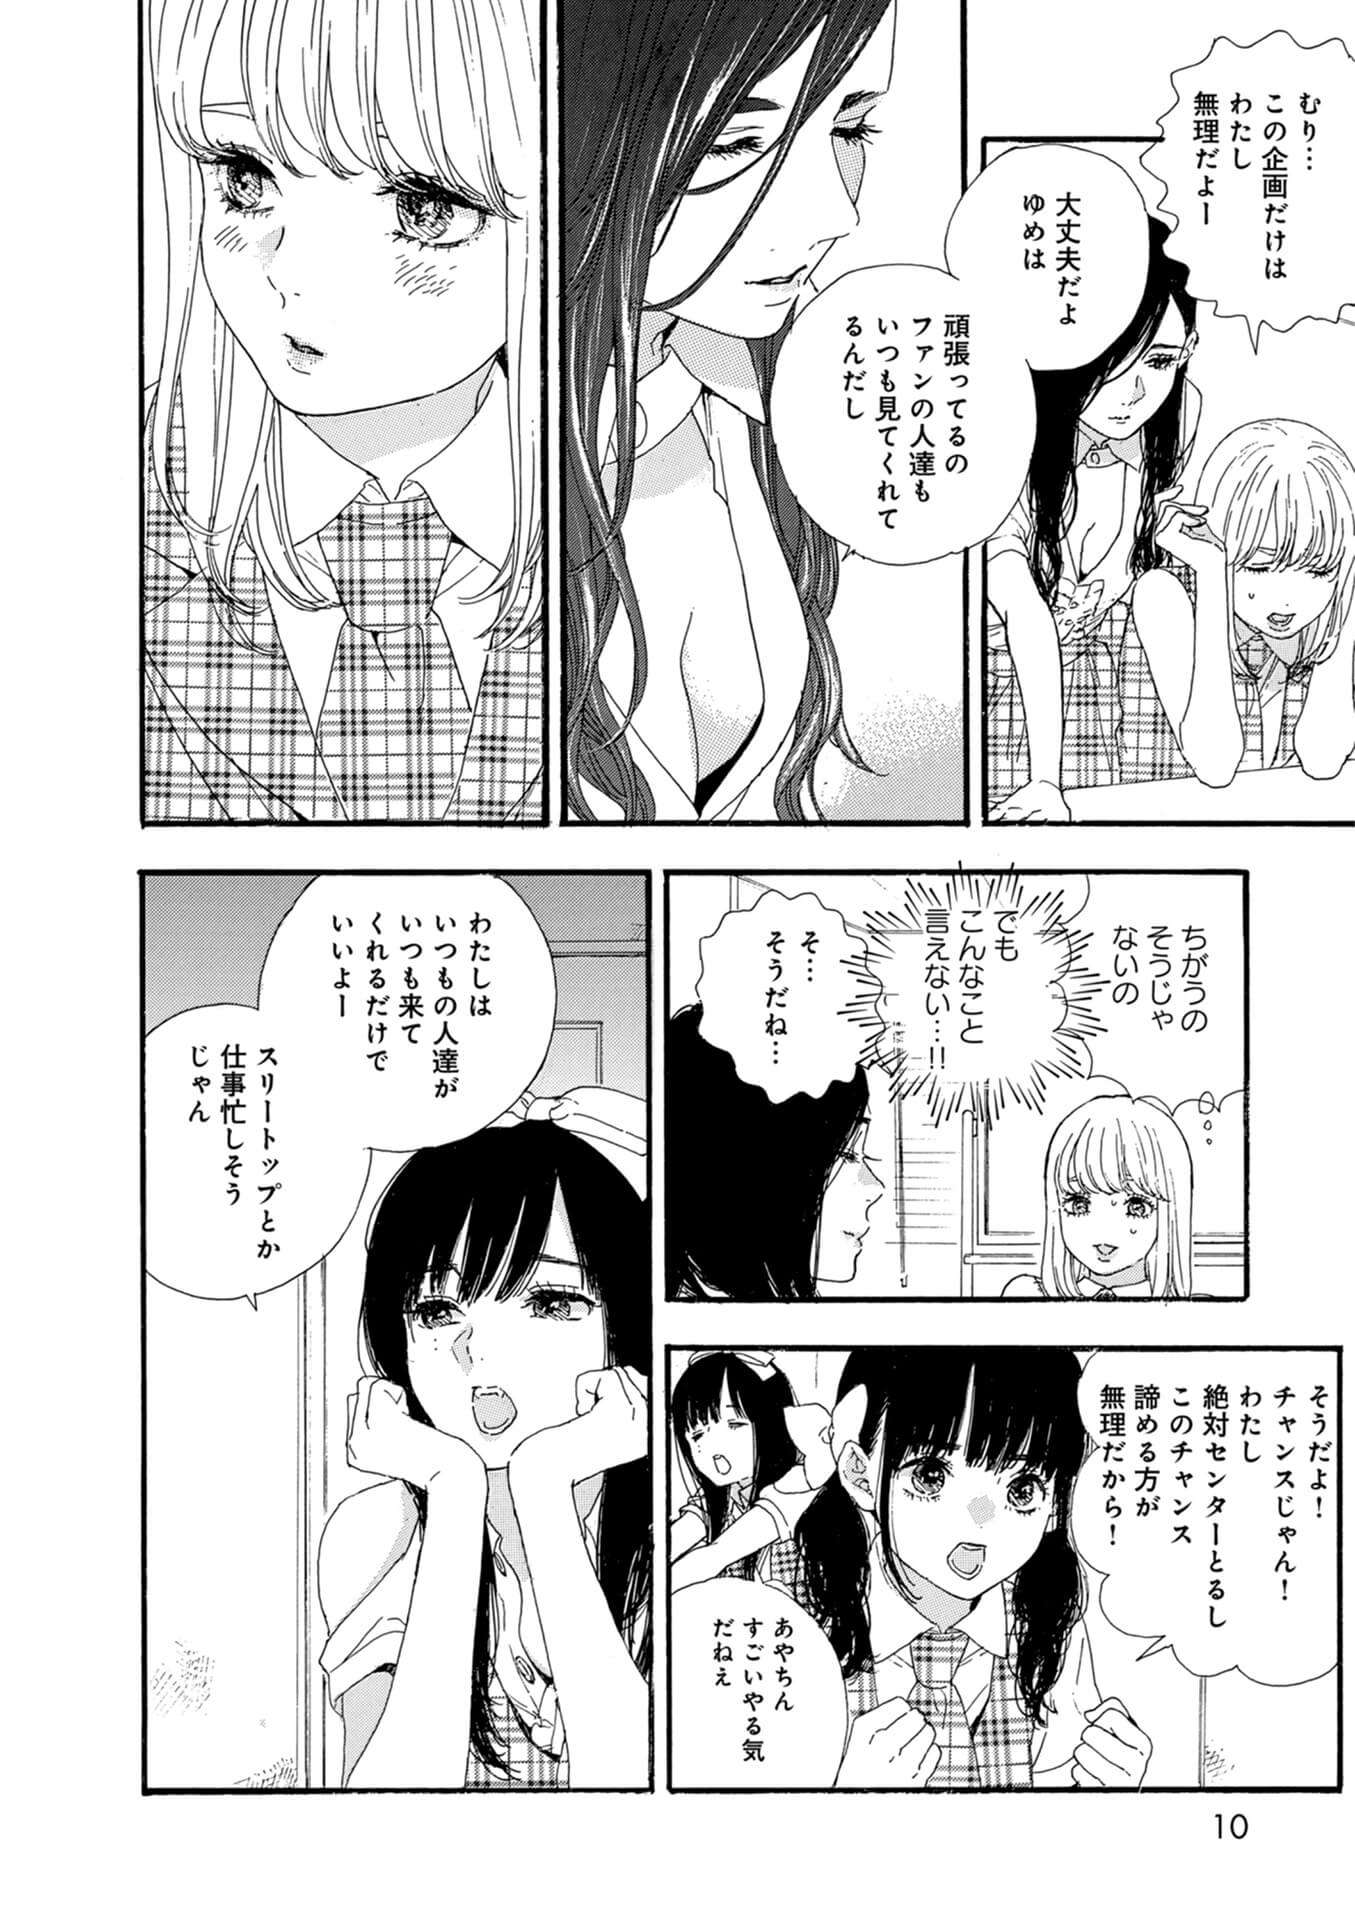 むり…
この企画だけは
わたし
無理だよー
大丈夫だよ
ゆめは
頑張ってるの
ファンの人達も
いつも見てくれて
るんだし
ちがうの
そうじゃ
ないの
でも
こんなこと
言えない…!!
そ…
そうだね…
そうだよ！
チャンスじゃん！
わたし
絶対センターとるし
このチャンス
諦める方が
無理だから！
あやちん
すごいやる気
だねえ
わたしは
いつもの人達が
いつも来て
くれるだけで
いいよー
スリートップとか
仕事忙しそう
じゃん
10